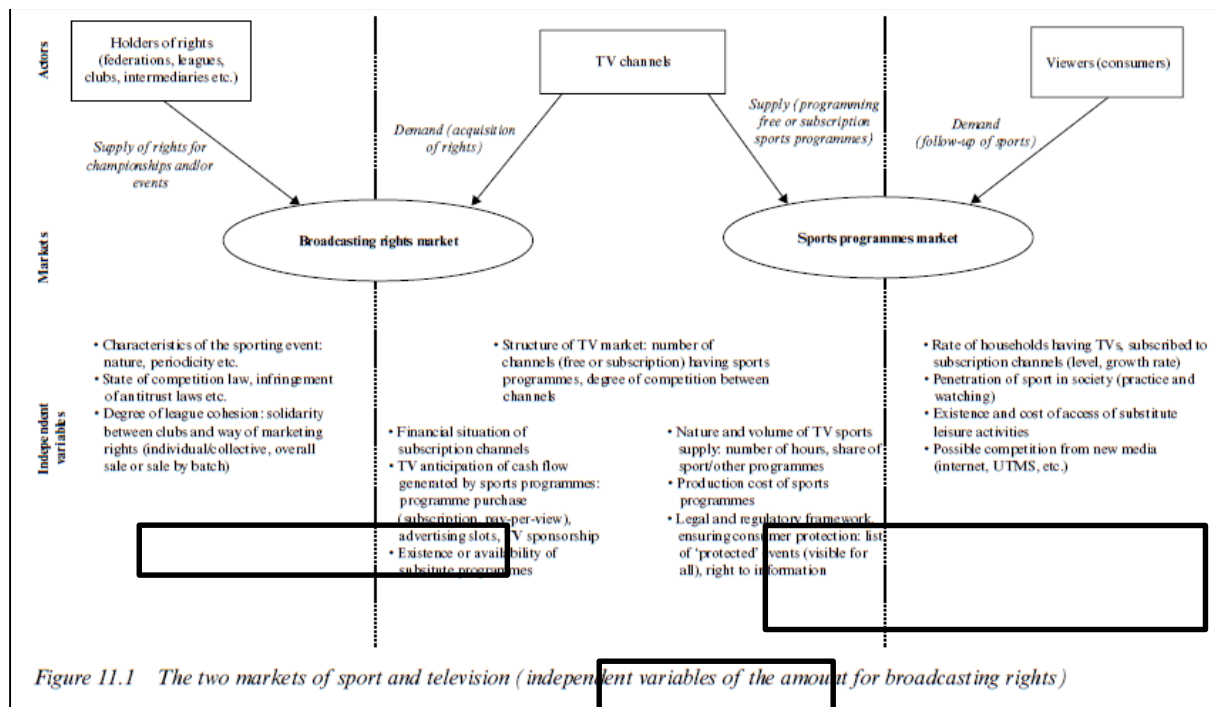 Actors
Holders of rights
(federations, leagues,
clubs, intermediaries etc.)
TV channels
Viewers (consumers)
Supply of rights for
championships and/or
events
Demand (acquisition
of rights)
Supply (programming
free or subscription
sports programmes)
Demand
(follow-up of sports)
Markets
Broadcasting rights market
Sports programmes market
Independent
variables
• Characteristics of the sporting event:
nature, periodicity etc.
• State of competition law, infringement
of antitrust laws etc.
• Degree of league cohesion: solidarity
between clubs and way of marketing
rights (individual/collective, overall
sale or sale by batch)
• Structure of TV market: number of
channels (free or subscription) having sports
programmes, degree of competition between
channels
• Financial situation of
subscription channels
• TV anticipation of cash flow
generated by sports programmes:
programme purchase
(subscription, pay-per-view),
advertising slots, TV sponsorship
• Existence or availability of
subsitute programmes
• Nature and volume of TV sports
supply: number of hours, share of
sport/other programmes
• Production cost of sports
programmes
• Legal and regulatory framework,
ensuring consumer protection: list
of ‘protected’ events (visible for
all), right to information
• Rate of households having TVs, subscribed to
subscription channels (level, growth rate)
• Penetration of sport in society (practice and
watching)
• Existence and cost of access of substitute
leisure activities
• Possible competition from new media
(internet, UTMS, etc.)
Figure 11.1 The two markets of sport and television (independent variables of the amount for broadcasting rights)